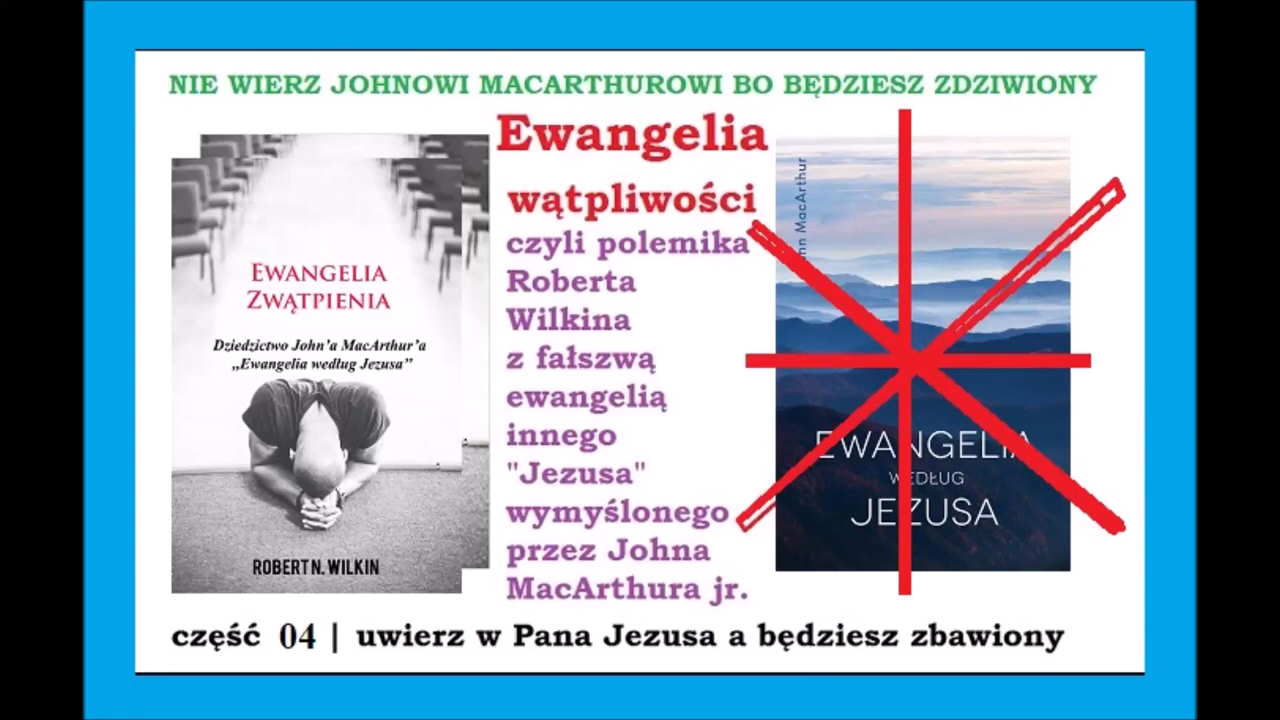 NIE WIERZ JOHNOWI MACARTHUROWI BO BĘDZIESZ ZDZIWIONY
EWANGELIA
ZWĄTPIENIA
Dziedzictwo John'a MacArthur'a
„Ewangelia według Jezusa”
ROBERT N. WILKIN
Ewangelia
wątpliwości
czyli polemika
Roberta
Wilkina
z fałszwą
ewangelią
innego
"Jezusa"
wymyślonego
przez Johna
MacArthura jr.
hn MacArthur
EWANGELIA
WEDŁUG
JEZUSA
część 04 | uwierz w Pana Jezusa a będziesz zbawiony